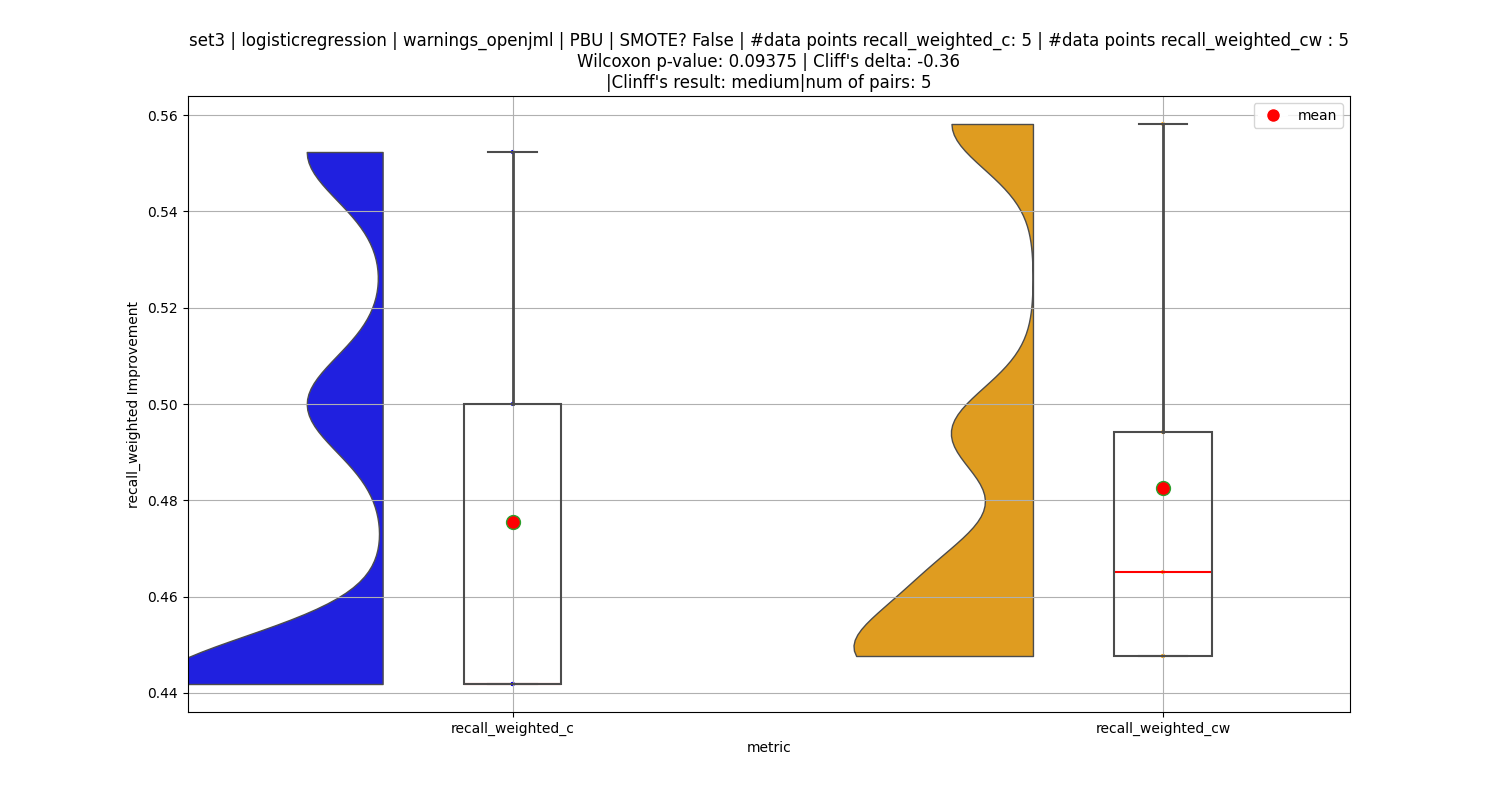 set3 | logisticregression | warnings_openjml | PBU | SMOTE? False | #data points recall_weighted_c: 5 | #data points recall_weighted_cw : 5
Wilcoxon p-value: 0.09375 | Cliff's delta: -0.36
|Clinff's result: medium|num of pairs: 5
mean
recall_weighted Improvement
0.56
0.54
0.52
0.50
0.48
0.46
0.44
recall_weighted_c
recall_weighted_cw
metric